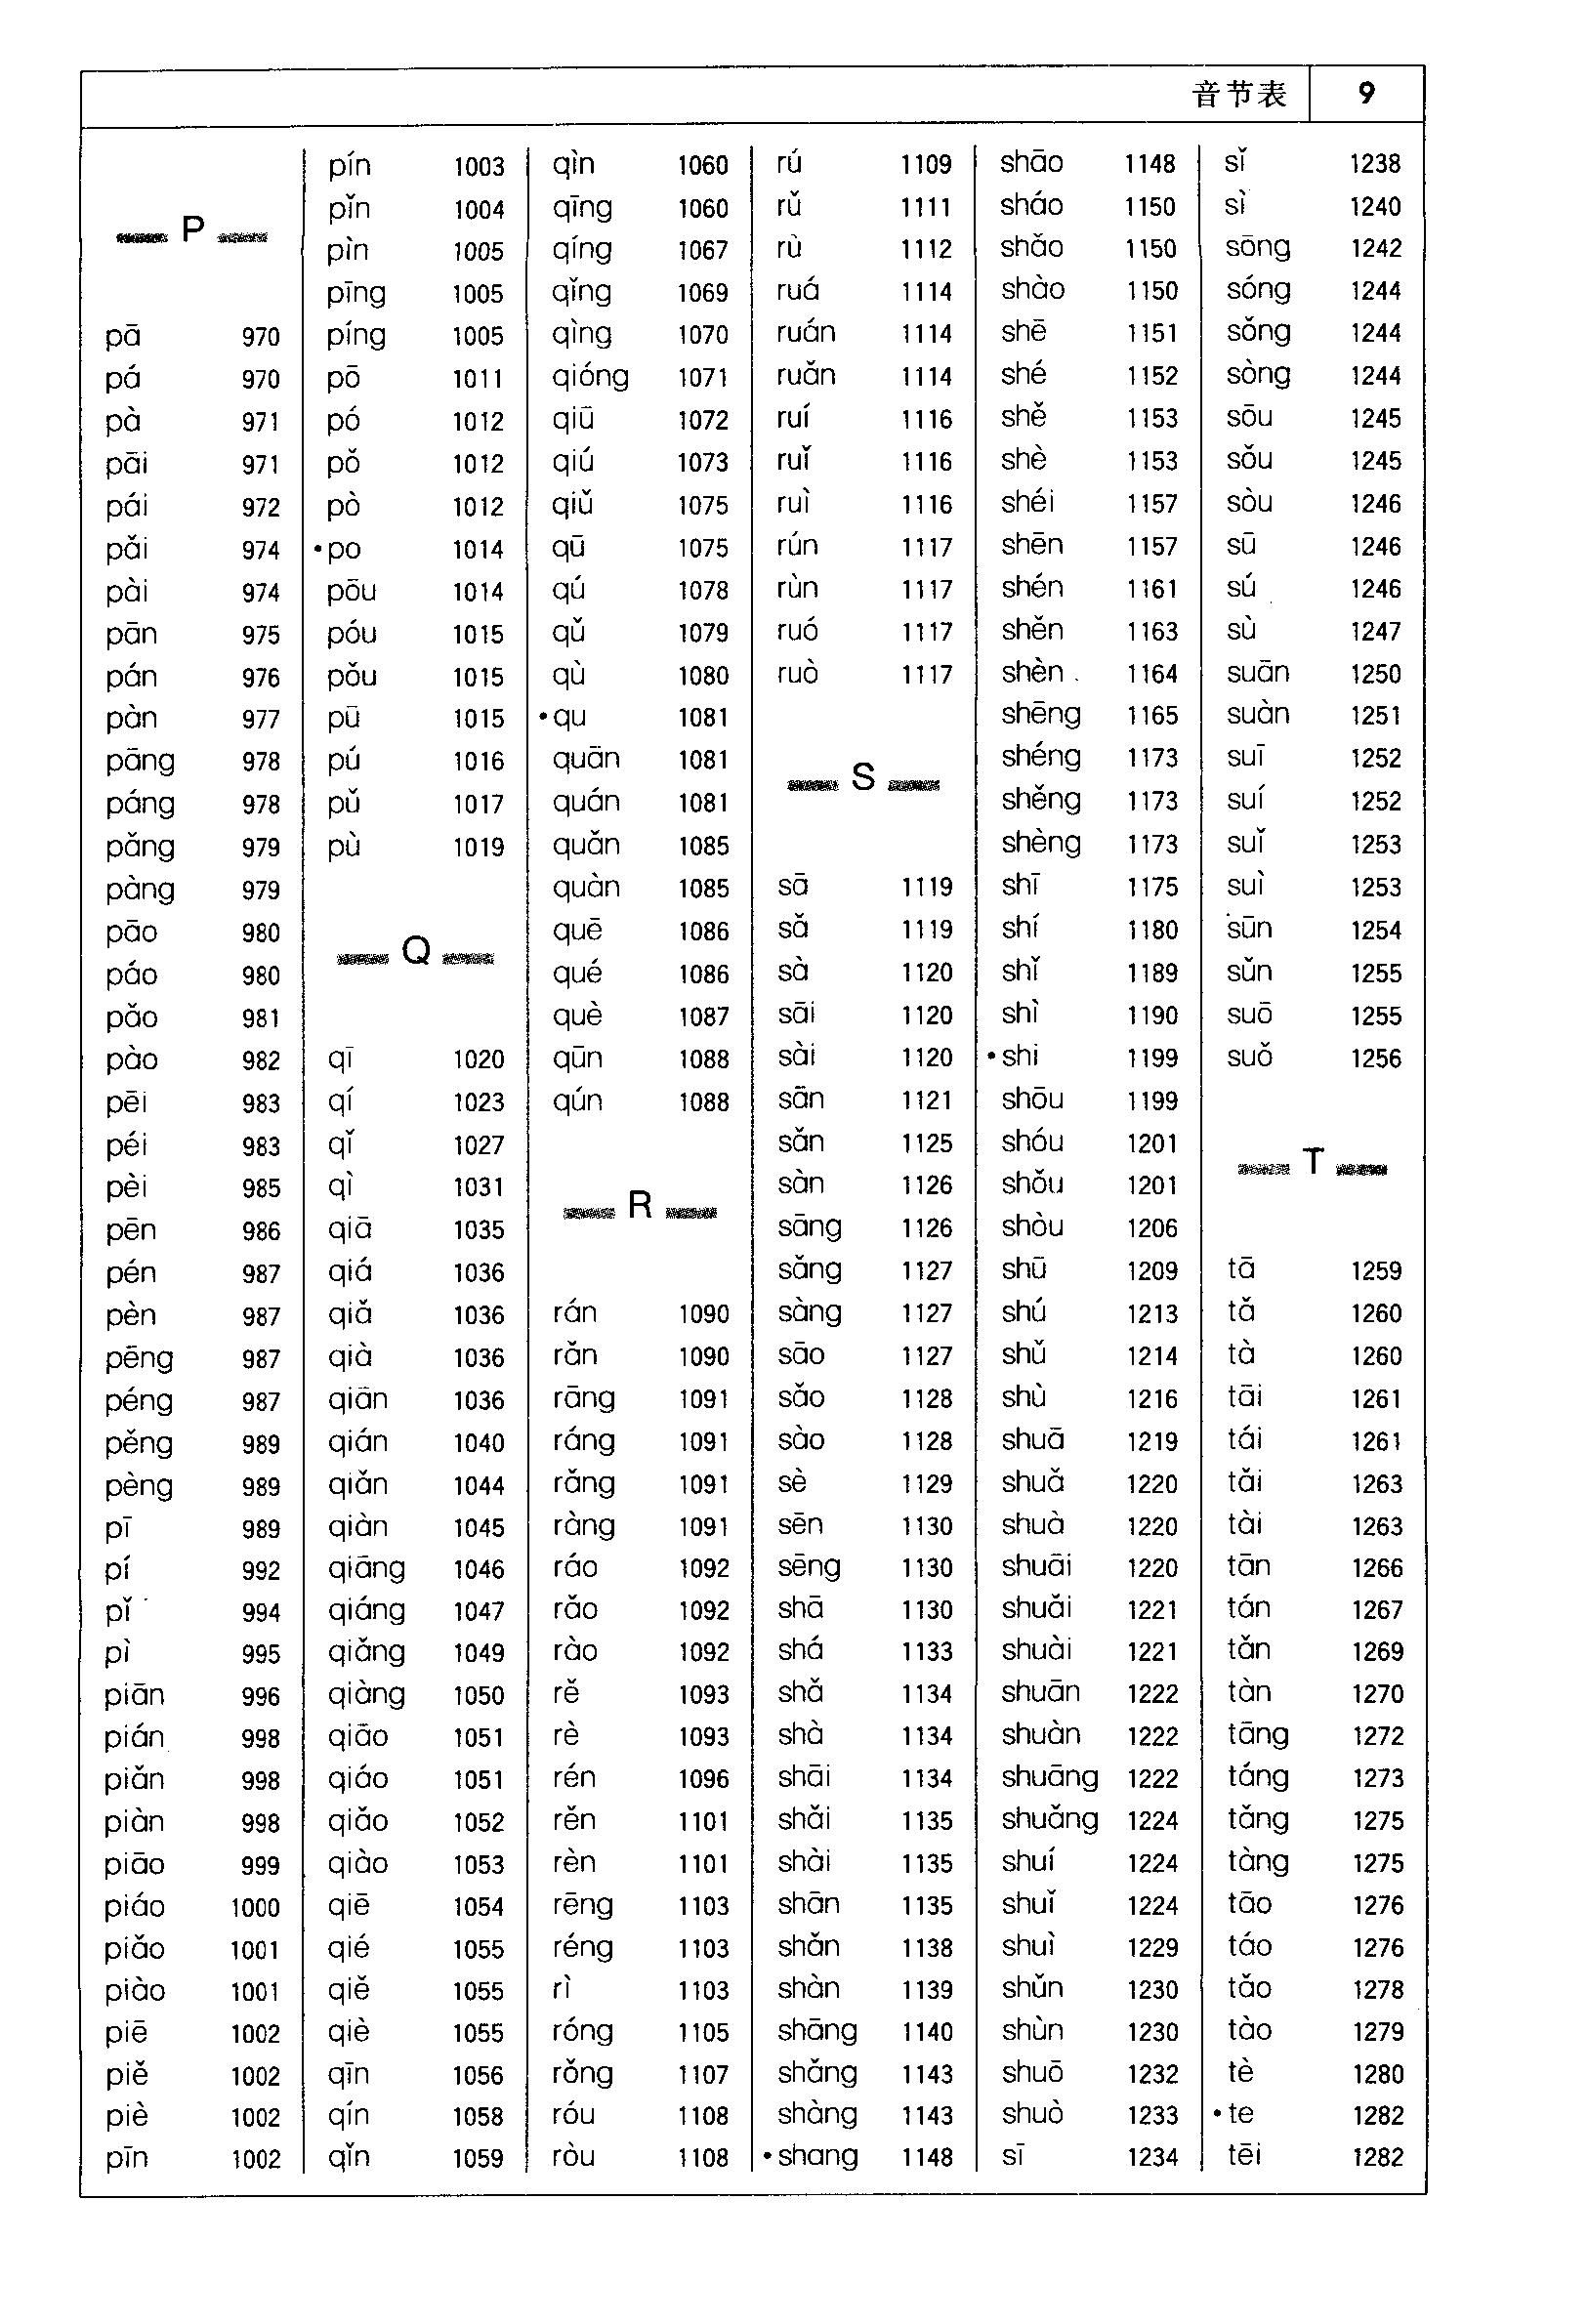 音节表 9
P
pā 970
pá 970
pà 971
pāi 971
pái 972
pǎi 974
pài 974
pān 975
pán 976
pàn 977
pāng 978
páng 978
pǎng 979
pàng 979
pāo 980
páo 980
pǎo 981
pào 982
pēi 983
péi 983
pèi 985
pēn 986
pén 987
pèn 987
pēng 987
péng 987
pěng 989
pèng 989
pī 989
pí 992
pǐ 994
pì 995
piān 996
pián 998
piǎn 998
piàn 998
piāo 999
piáo 1000
piǎo 1001
piào 1001
piē 1002
piě 1002
piè 1002
pīn 1002
pín 1003
pǐn 1004
pìn 1005
pīng 1005
píng 1005
pō 1011
pó 1012
pǒ 1012
pò 1012
•po 1014
pōu 1014
póu 1015
pǒu 1015
pū 1015
pú 1016
pǔ 1017
pù 1019
Q
qī 1020
qí 1023
qǐ 1027
qì 1031
qiā 1035
qiá 1036
qiǎ 1036
qià 1036
qiān 1036
qián 1040
qiǎn 1044
qiàn 1045
qiāng 1046
qiáng 1047
qiǎng 1049
qiàng 1050
qiāo 1051
qiáo 1051
qiǎo 1052
qiào 1053
qiē 1054
qié 1055
qiě 1055
qiè 1055
qīn 1056
qín 1058
qǐn 1059
qìn 1060
qīng 1060
qíng 1067
qǐng 1069
qìng 1070
qióng 1071
qiū 1072
qiú 1073
qiǔ 1075
qū 1075
qú 1078
qǔ 1079
qù 1080
•qu 1081
quān 1081
quán 1081
quǎn 1085
quàn 1085
quē 1086
qué 1086
què 1087
qūn 1088
qún 1088
R
rán 1090
rǎn 1090
rāng 1091
ráng 1091
rǎng 1091
ràng 1091
ráo 1092
rǎo 1092
rào 1092
rě 1093
rè 1093
rén 1096
rěn 1101
rèn 1101
rēng 1103
réng 1103
rì 1103
róng 1105
rǒng 1107
róu 1108
ròu 1108
rú 1109
rǔ 1111
rù 1112
ruá 1114
ruán 1114
ruǎn 1114
ruí 1116
ruǐ 1116
ruì 1116
rún 1117
rùn 1117
ruó 1117
ruò 1117
S
sā 1119
sǎ 1119
sà 1120
sāi 1120
sài 1120
sān 1121
sǎn 1125
sàn 1126
sāng 1126
sǎng 1127
sàng 1127
sāo 1127
sǎo 1128
sào 1128
sè 1129
sēn 1130
sēng 1130
shā 1130
shá 1133
shǎ 1134
shà 1134
shāi 1134
shǎi 1135
shài 1135
shān 1135
shǎn 1138
shàn 1139
shāng 1140
shǎng 1143
shàng 1143
•shang 1148
shāo 1148
sháo 1150
shǎo 1150
shào 1150
shē 1151
shé 1152
shě 1153
shè 1153
shéi 1157
shēn 1157
shén 1161
shěn 1163
shèn 1164
shēng 1165
shéng 1173
shěng 1173
shèng 1173
shī 1175
shí 1180
shǐ 1189
shì 1190
•shi 1199
shōu 1199
shóu 1201
shǒu 1201
shòu 1206
shū 1209
shú 1213
shǔ 1214
shù 1216
shuā 1219
shuǎ 1220
shuà 1220
shuāi 1220
shuǎi 1221
shuài 1221
shuān 1222
shuàn 1222
shuāng 1222
shuǎng 1224
shuí 1224
shuǐ 1224
shuì 1229
shǔn 1230
shùn 1230
shuō 1232
shuò 1233
sī 1234
sǐ 1238
sì 1240
sōng 1242
sóng 1244
sǒng 1244
sòng 1244
sōu 1245
sǒu 1245
sòu 1246
sū 1246
sú 1246
sù 1247
suān 1250
suàn 1251
suī 1252
suí 1252
suǐ 1253
suì 1253
sūn 1254
sǔn 1255
suō 1255
suǒ 1256
T
tā 1259
tǎ 1260
tà 1260
tāi 1261
tái 1261
tǎi 1263
tài 1263
tān 1266
tán 1267
tǎn 1269
tàn 1270
tāng 1272
táng 1273
tǎng 1275
tàng 1275
tāo 1276
táo 1276
tǎo 1278
tào 1279
tè 1280
•te 1282
tēi 1282